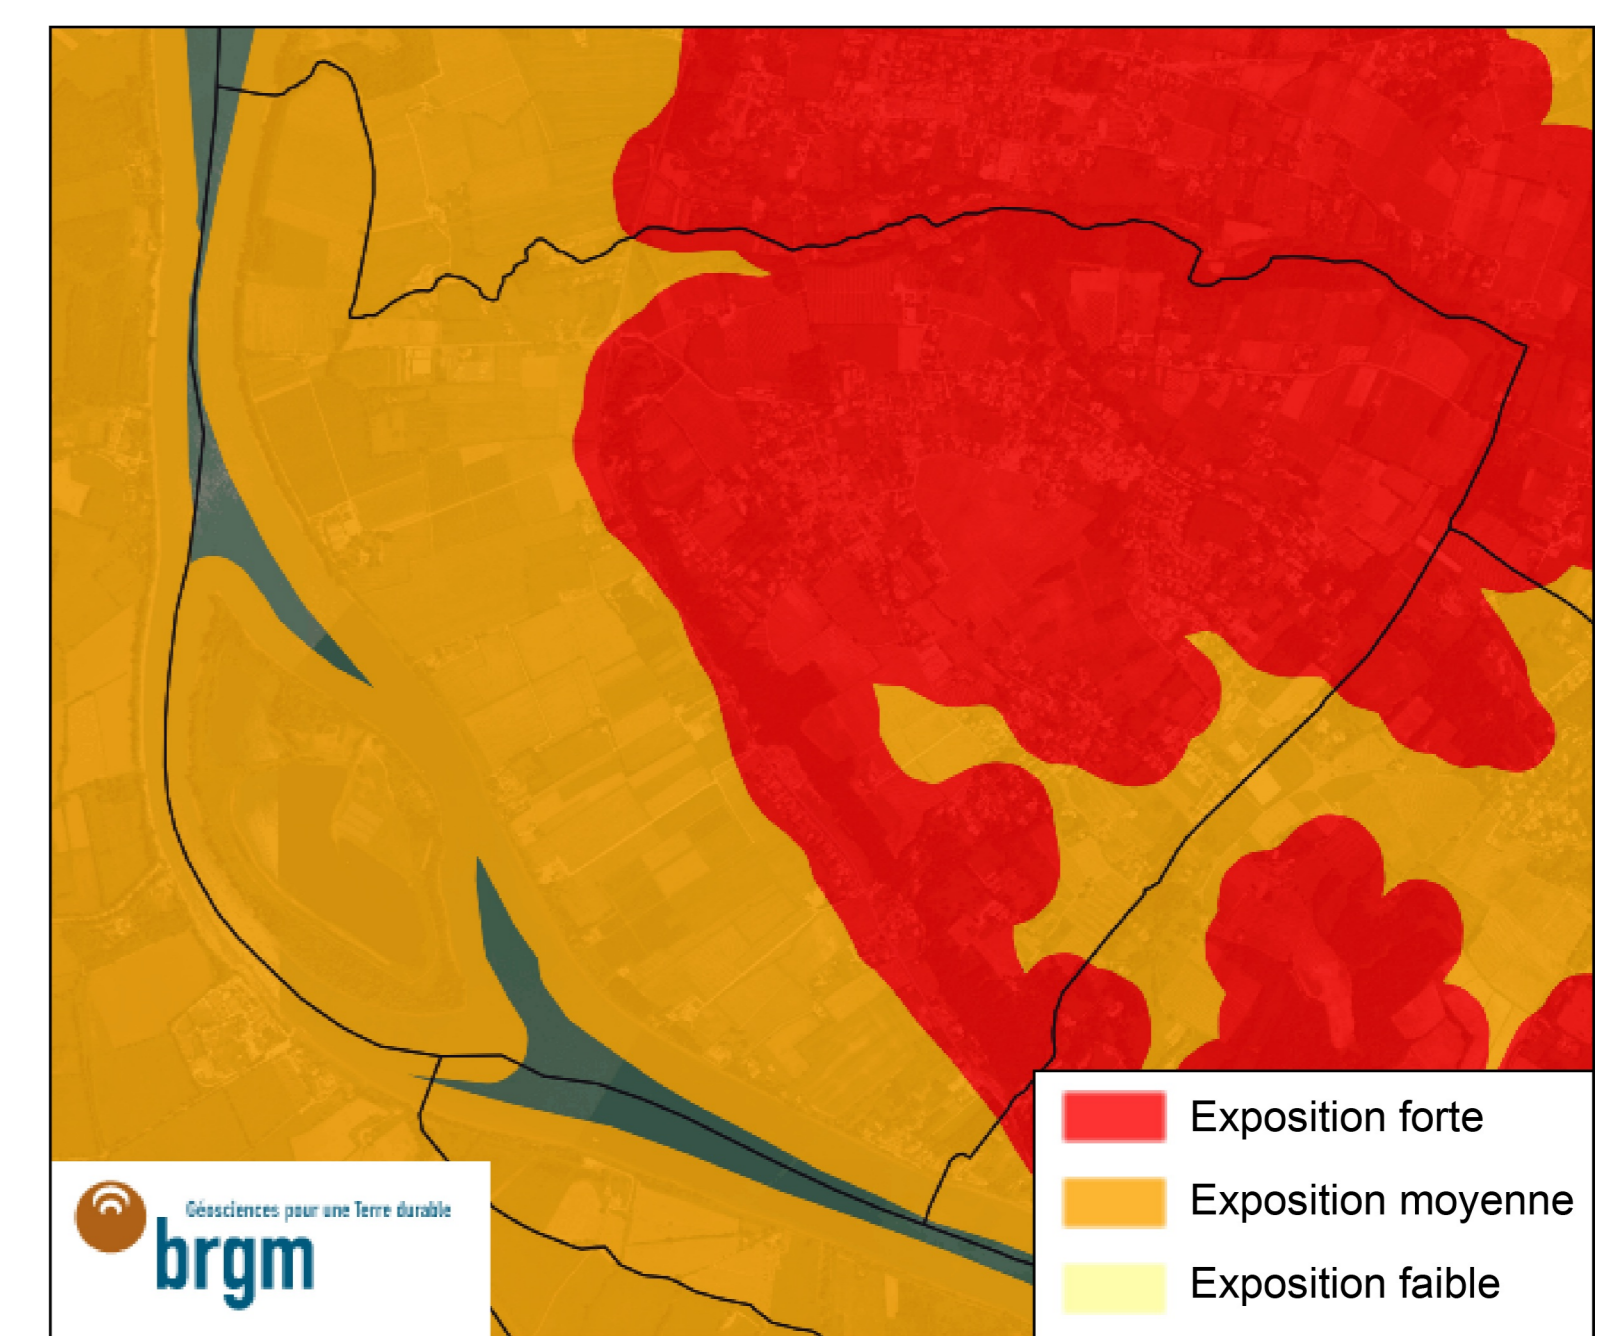 Exposition forte
Exposition moyenne
Exposition faible
Géosciences pour une Terre durable
brgm